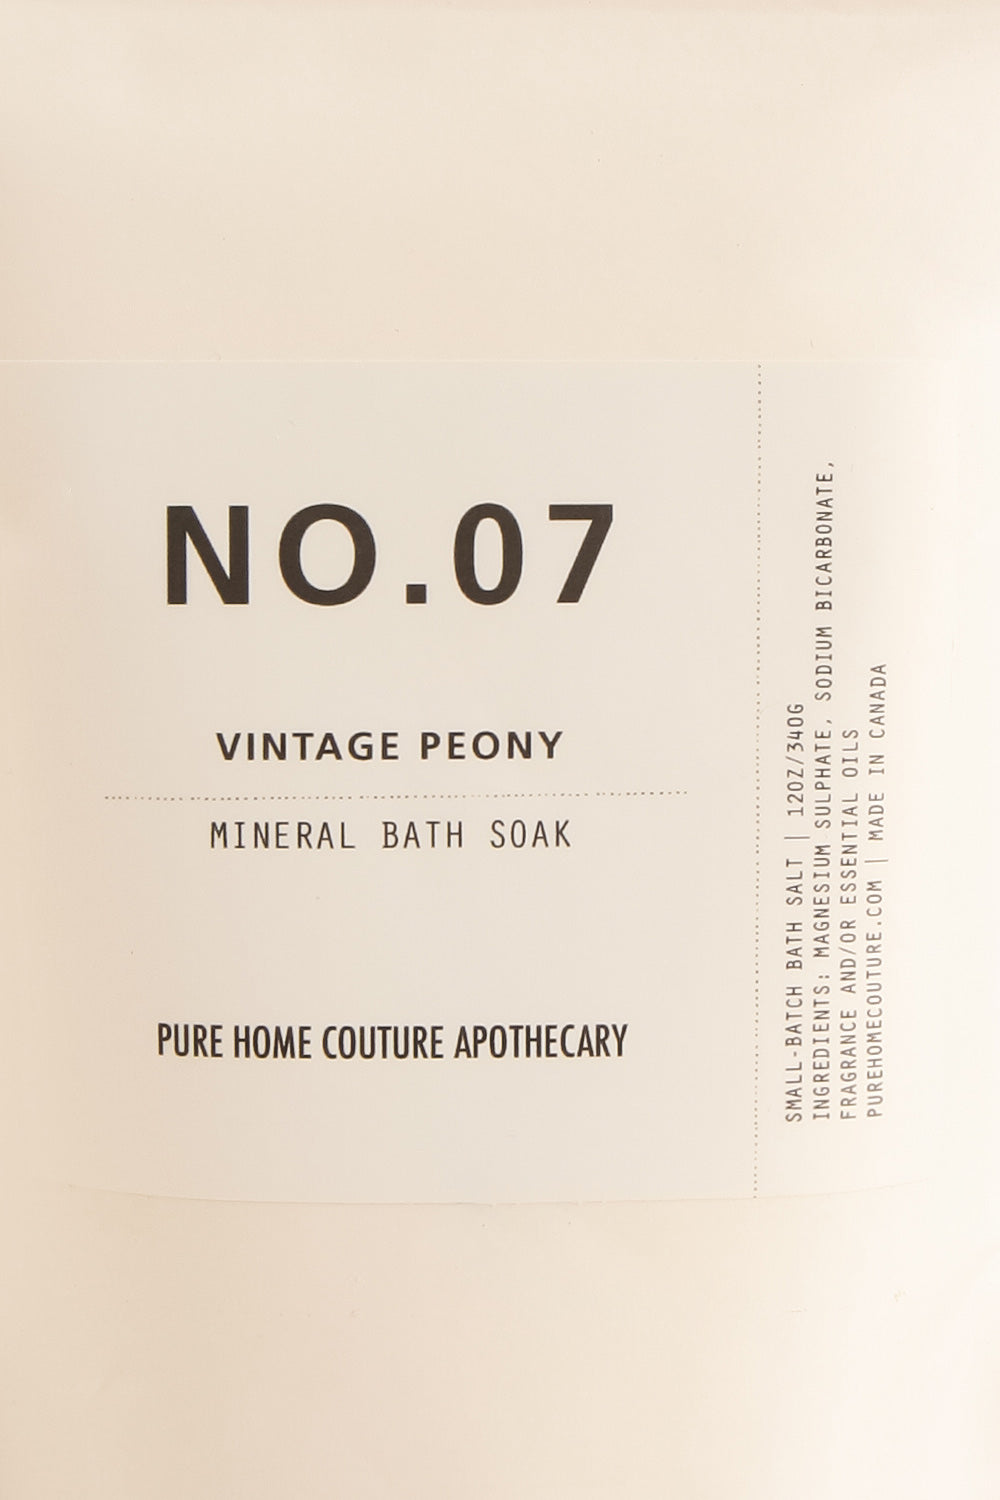 NO.07
VINTAGE PEONY
MINERAL BATH SOAK
PURE HOME COUTURE APOTHECARY
SMALL-BATCH BATH SALT | 12OZ/340G
INGREDIENTS: MAGNESIUM SULPHATE, SODIUM BICARBONATE,
FRAGRANCE AND/OR ESSENTIAL OILS
PUREHOMECOUTURE.COM | MADE IN CANADA